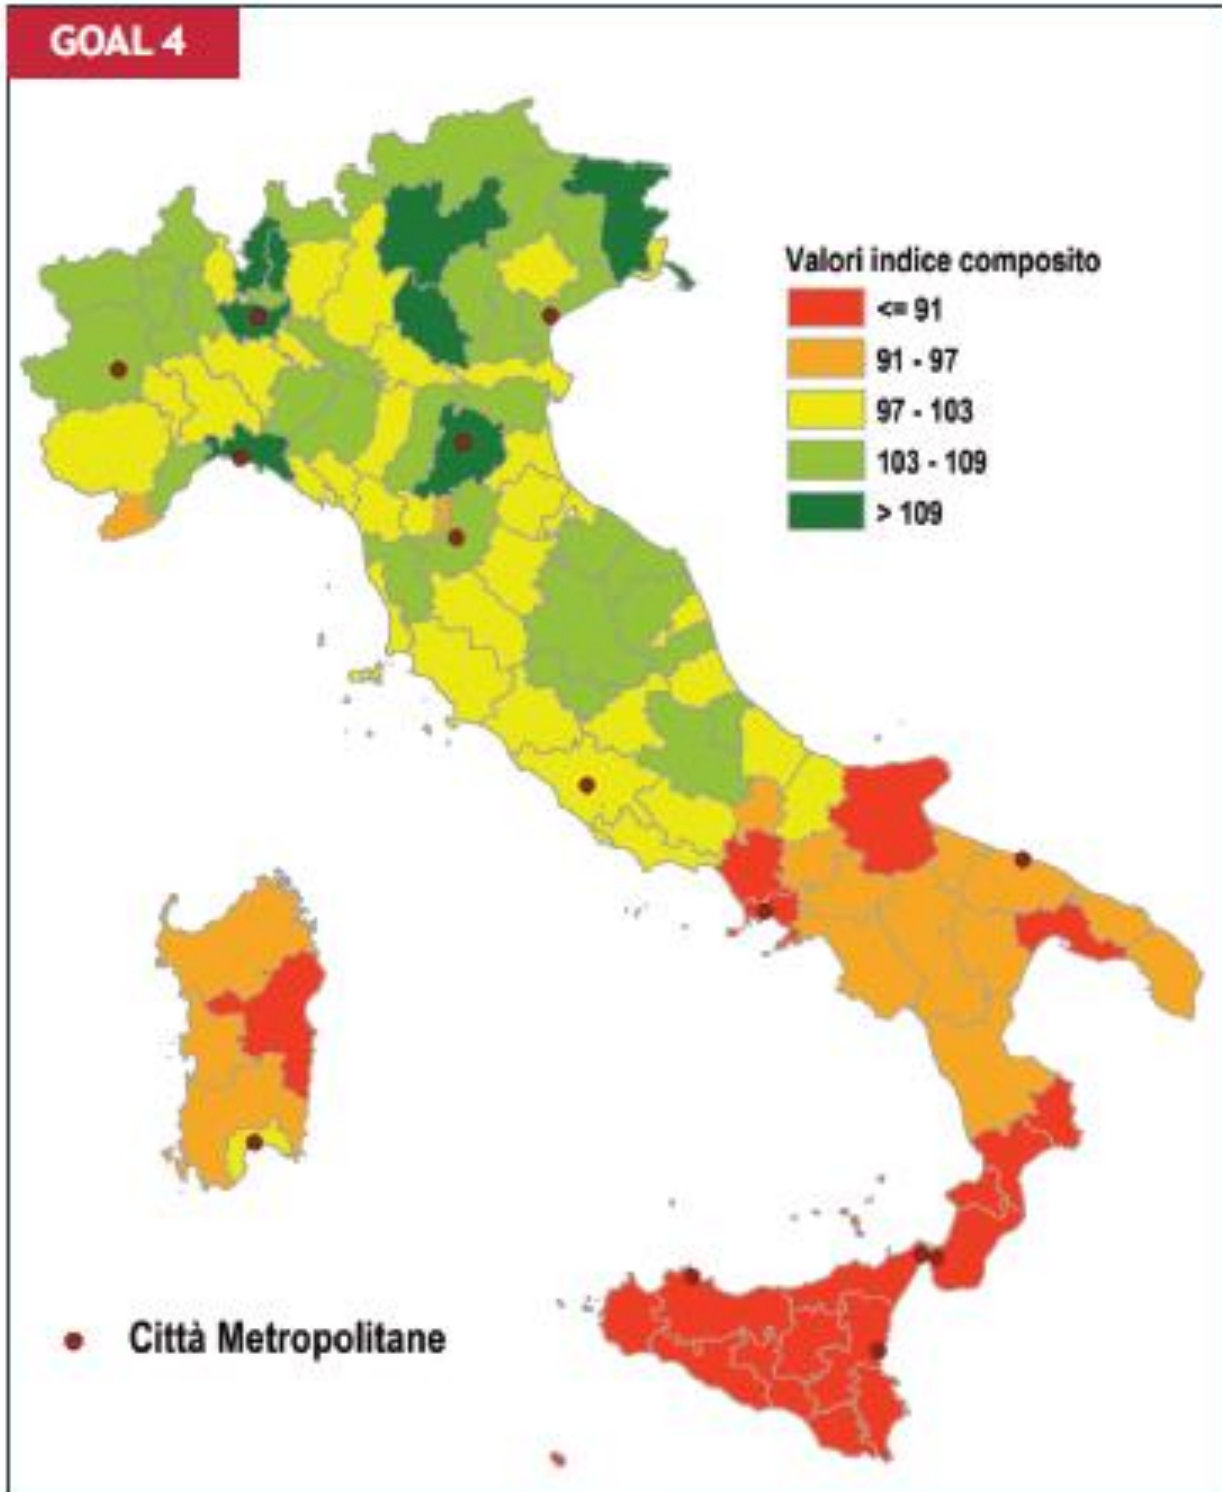 GOAL 4
Valori indice composito
<= 91
91 - 97
97 - 103
103 - 109
> 109
Città Metropolitane